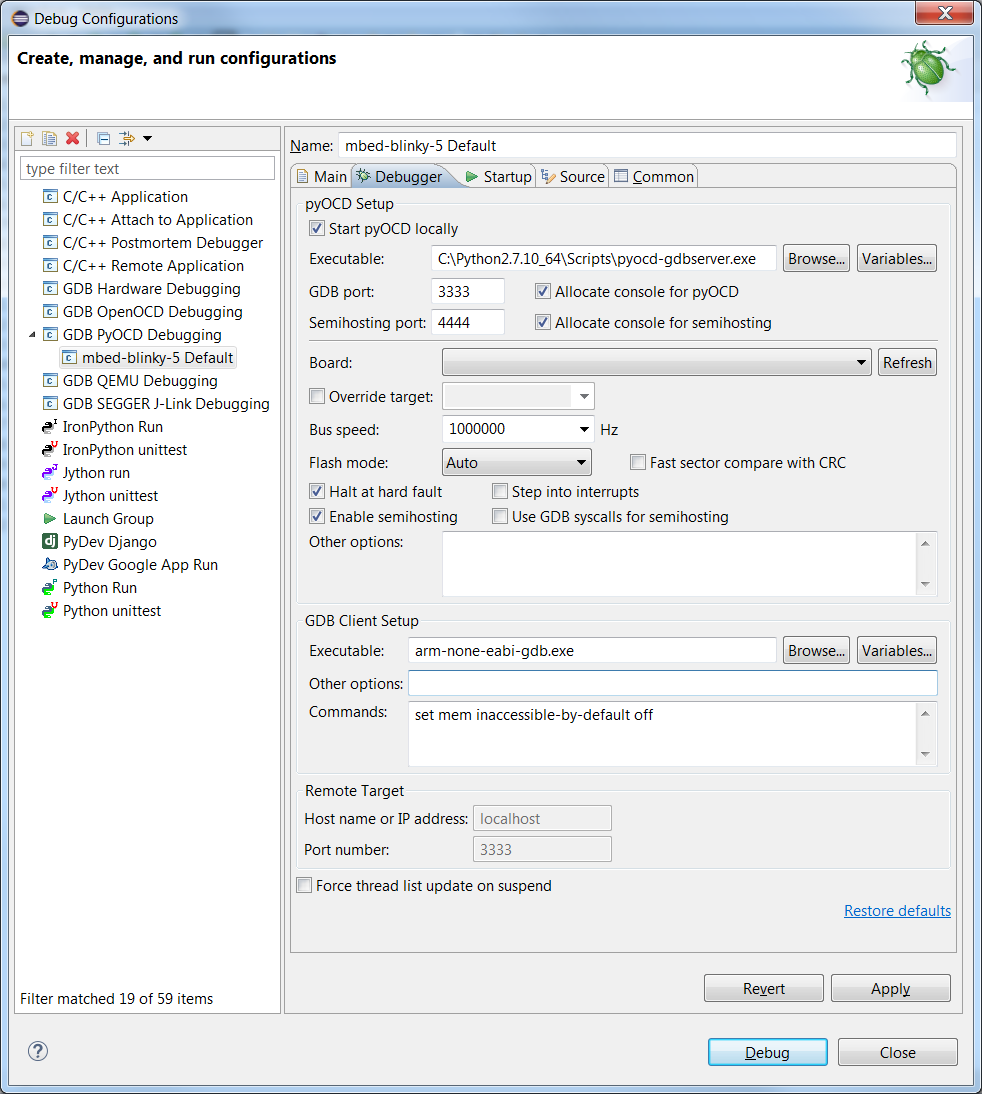 Debug Configurations
Create, manage, and run configurations
type filter text
C/C++ Application
C/C++ Attach to Application
C/C++ Postmortem Debugger
C/C++ Remote Application
GDB Hardware Debugging
GDB OpenOCD Debugging
GDB PyOCD Debugging
mbed-blinky-5 Default
GDB QEMU Debugging
GDB SEGGER J-Link Debugging
IronPython Run
IronPython unittest
Jython run
Jython unittest
Launch Group
PyDev Django
PyDev Google App Run
Python Run
Python unittest
Filter matched 19 of 59 items
Name: mbed-blinky-5 Default
Main Debugger Startup Source Common
pyOCD Setup
Start pyOCD locally
Executable: C:\Python2.7.10_64\Scripts\pyocd-gdbserver.exe Browse... Variables...
GDB port: 3333 Allocate console for pyOCD
Semihosting port: 4444 Allocate console for semihosting
Board: Refresh
Override target:
Bus speed: 1000000 Hz
Flash mode: Auto Fast sector compare with CRC
Halt at hard fault Step into interrupts
Enable semihosting Use GDB syscalls for semihosting
Other options:
GDB Client Setup
Executable: arm-none-eabi-gdb.exe Browse... Variables...
Other options:
Commands: set mem inaccessible-by-default off
Remote Target
Host name or IP address: localhost
Port number: 3333
Force thread list update on suspend
Restore defaults
Revert Apply
Debug Close